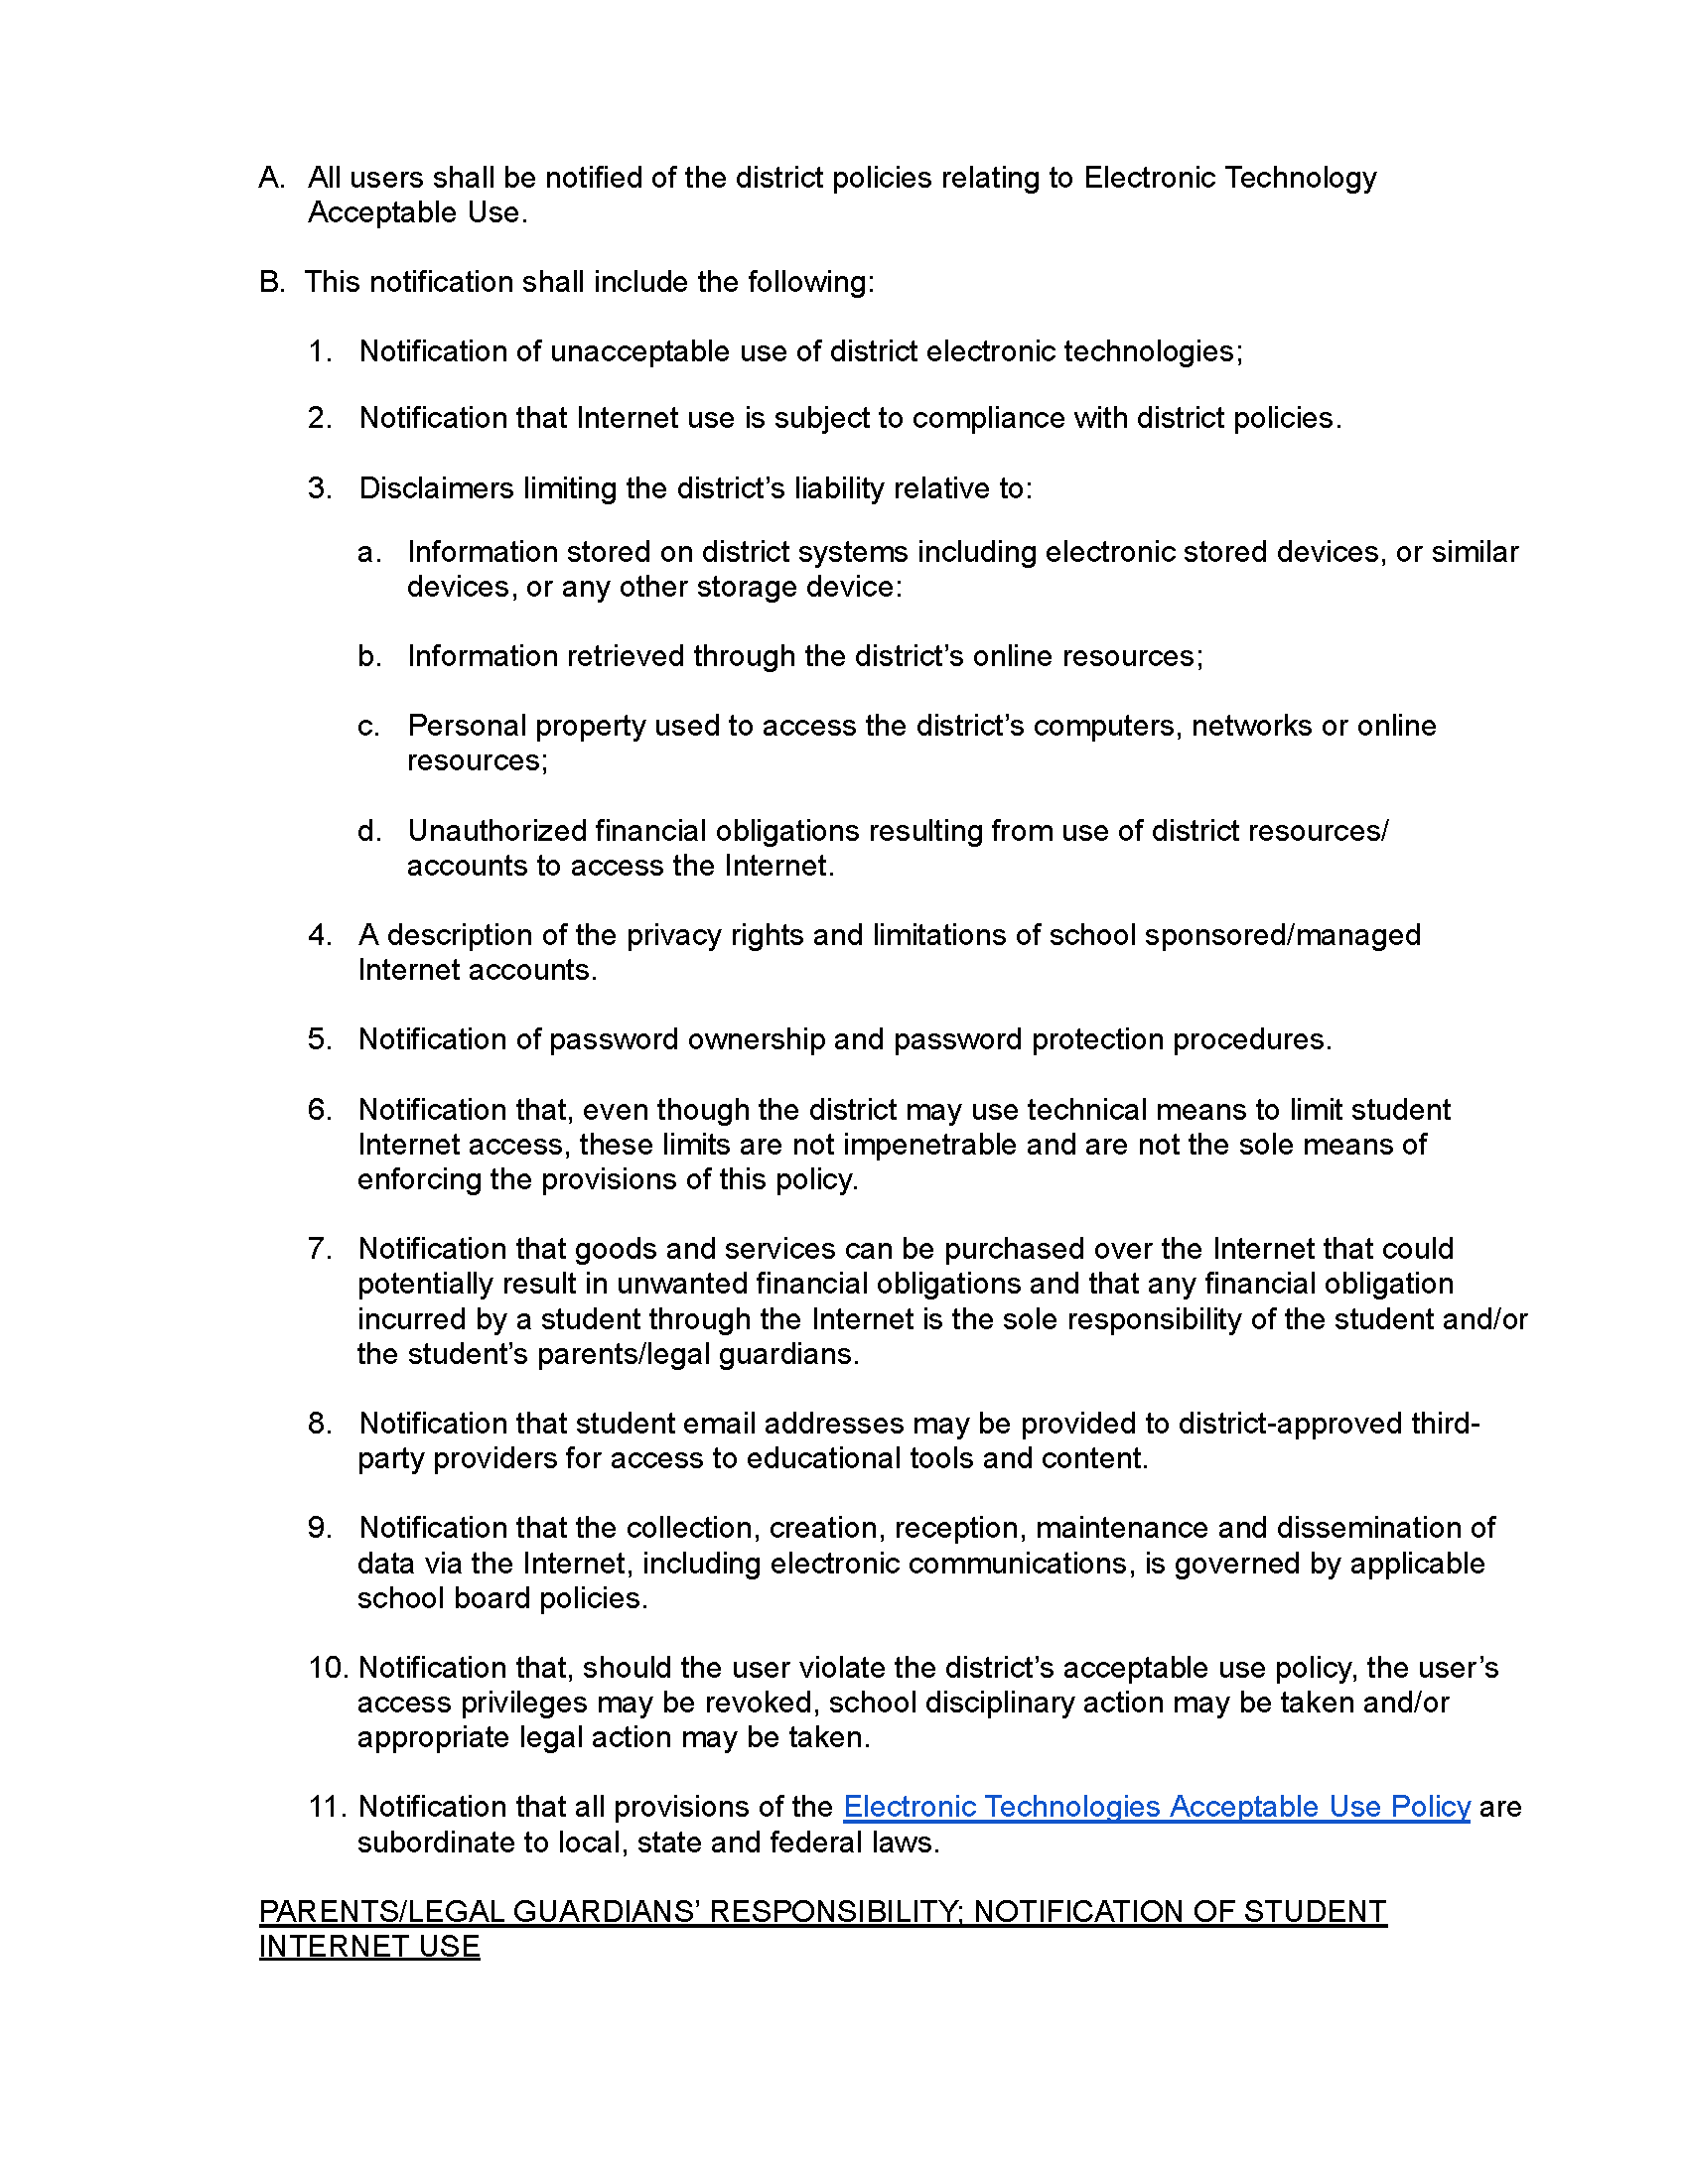 A. All users shall be notified of the district policies relating to Electronic Technology
Acceptable Use.
B. This notification shall include the following:
1. Notification of unacceptable use of district electronic technologies;
2. Notification that Internet use is subject to compliance with district policies.
3. Disclaimers limiting the district’s liability relative to:
a. Information stored on district systems including electronic stored devices, or similar
devices, or any other storage device:
b. Information retrieved through the district’s online resources;
c. Personal property used to access the district’s computers, networks or online
resources;
d. Unauthorized financial obligations resulting from use of district resources/
accounts to access the Internet.
4. A description of the privacy rights and limitations of school sponsored/managed
Internet accounts.
5. Notification of password ownership and password protection procedures.
6. Notification that, even though the district may use technical means to limit student
Internet access, these limits are not impenetrable and are not the sole means of
enforcing the provisions of this policy.
7. Notification that goods and services can be purchased over the Internet that could
potentially result in unwanted financial obligations and that any financial obligation
incurred by a student through the Internet is the sole responsibility of the student and/or
the student’s parents/legal guardians.
8. Notification that student email addresses may be provided to district-approved third-
party providers for access to educational tools and content.
9. Notification that the collection, creation, reception, maintenance and dissemination of
data via the Internet, including electronic communications, is governed by applicable
school board policies.
10. Notification that, should the user violate the district’s acceptable use policy, the user’s
access privileges may be revoked, school disciplinary action may be taken and/or
appropriate legal action may be taken.
11. Notification that all provisions of the Electronic Technologies Acceptable Use Policy are
subordinate to local, state and federal laws.
PARENTS/LEGAL GUARDIANS’ RESPONSIBILITY; NOTIFICATION OF STUDENT
INTERNET USE